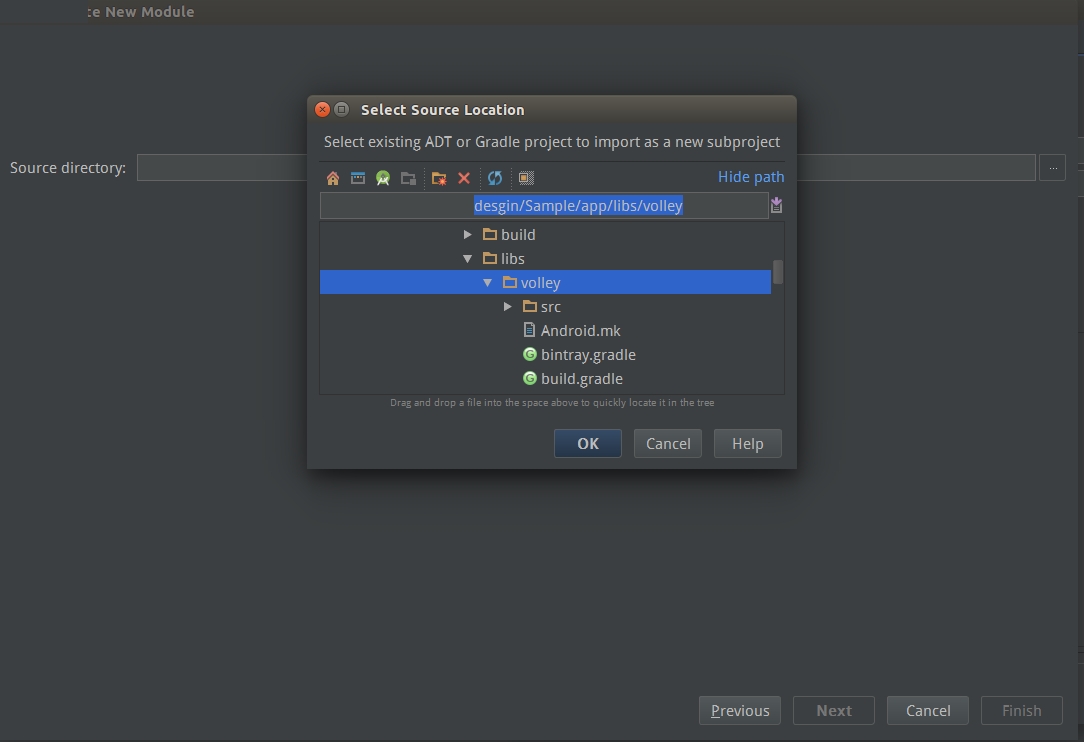 ce New Module
Select Source Location
Select existing ADT or Gradle project to import as a new subproject
Source directory:
...
Hide path
desgin/Sample/app/libs/volley
build
libs
volley
src
Android.mk
bintray.gradle
build.gradle
Drag and drop a file into the space above to quickly locate it in the tree
OK Cancel Help
Previous Next Cancel Finish